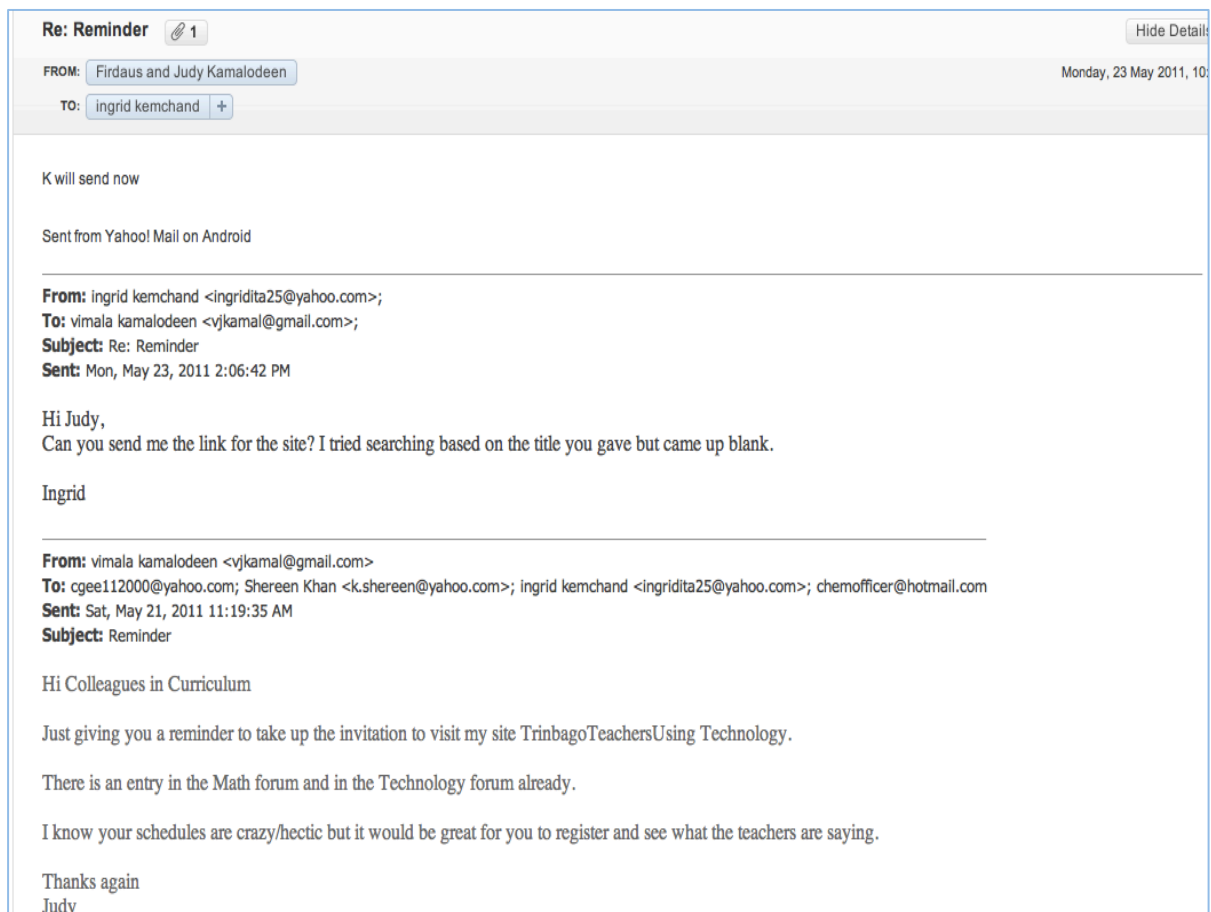 Re: Reminder 1
Hide Details
FROM: Firdaus and Judy Kamalodeen
Monday, 23 May 2011, 10:
TO: ingrid kemchand +
K will send now
Sent from Yahoo! Mail on Android
From: ingrid kemchand <ingridita25@yahoo.com>;
To: vimala kamalodeen <vjkamal@gmail.com>;
Subject: Re: Reminder
Sent: Mon, May 23, 2011 2:06:42 PM
Hi Judy,
Can you send me the link for the site? I tried searching based on the title you gave but came up blank.
Ingrid
From: vimala kamalodeen <vjkamal@gmail.com>
To: cgee112000@yahoo.com; Shereen Khan <k.shereen@yahoo.com>; ingrid kemchand <ingridita25@yahoo.com>; chemofficer@hotmail.com
Sent: Sat, May 21, 2011 11:19:35 AM
Subject: Reminder
Hi Colleagues in Curriculum
Just giving you a reminder to take up the invitation to visit my site TrinbagoTeachersUsing Technology.
There is an entry in the Math forum and in the Technology forum already.
I know your schedules are crazy/hectic but it would be great for you to register and see what the teachers are saying.
Thanks again
Judy